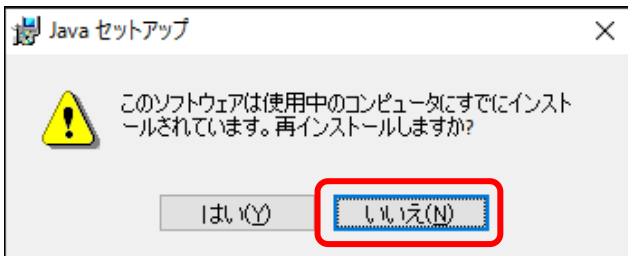 Java セットアップ
このソフトウェアは使用中のコンピュータにすでにインスト
ールされています。再インストールしますか?
はい(Y)
いいえ(N)